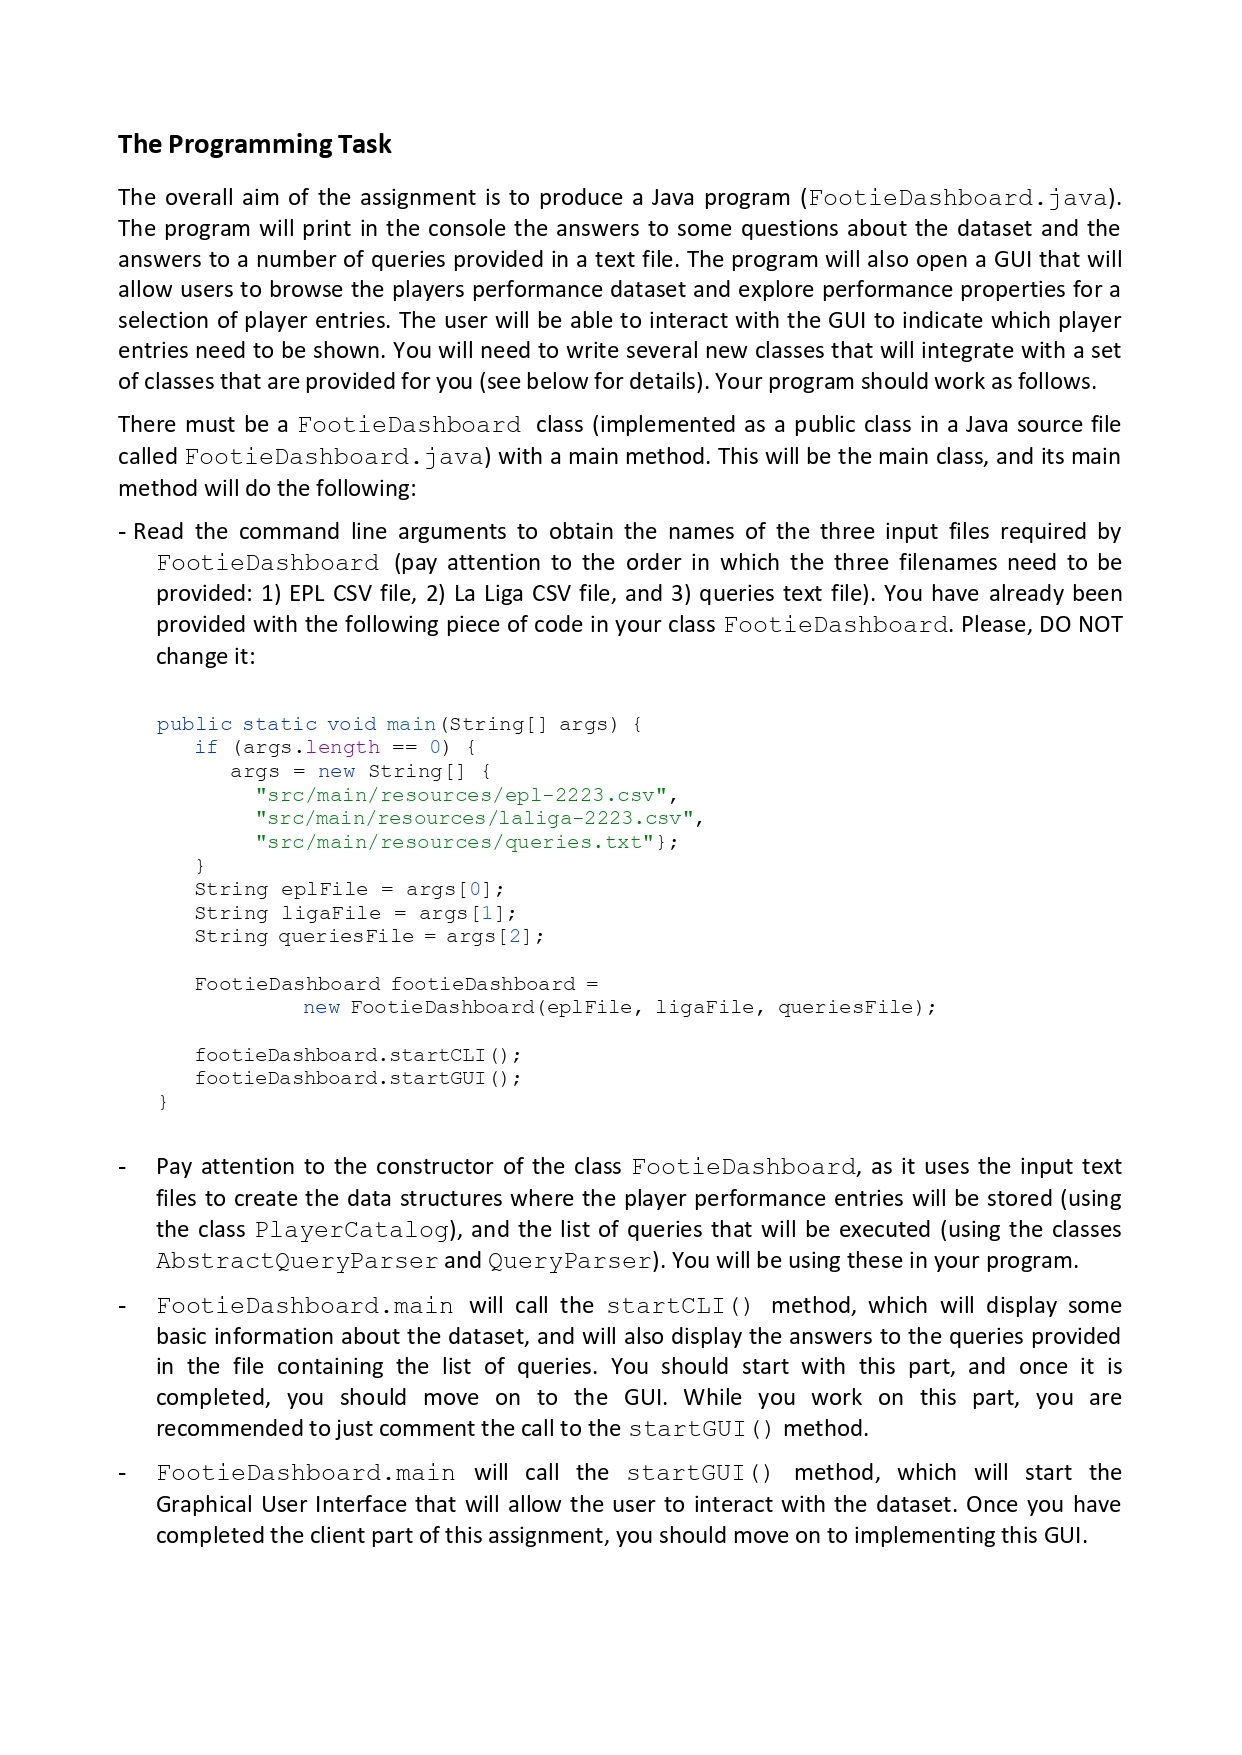 The Programming Task
The overall aim of the assignment is to produce a Java program (FootieDashboard.java).
The program will print in the console the answers to some questions about the dataset and the
answers to a number of queries provided in a text file. The program will also open a GUI that will
allow users to browse the players performance dataset and explore performance properties for a
selection of player entries. The user will be able to interact with the GUI to indicate which player
entries need to be shown. You will need to write several new classes that will integrate with a set
of classes that are provided for you (see below for details). Your program should work as follows.
There must be a FootieDashboard class (implemented as a public class in a Java source file
called FootieDashboard.java) with a main method. This will be the main class, and its main
method will do the following:
- Read the command line arguments to obtain the names of the three input files required by
FootieDashboard (pay attention to the order in which the three filenames need to be
provided: 1) EPL CSV file, 2) La Liga CSV file, and 3) queries text file). You have already been
provided with the following piece of code in your class FootieDashboard. Please, DO NOT
change it:
public static void main(String[] args) {
if (args.length == 0) {
args = new String[] {
"src/main/resources/epl-2223.csv",
"src/main/resources/laliga-2223.csv",
"src/main/resources/queries.txt"};
}
String eplFile = args[0];
String ligaFile = args[1];
String queriesFile = args[2];
FootieDashboard footieDashboard =
new FootieDashboard(eplFile, ligaFile, queriesFile);
footieDashboard.startCLI();
footieDashboard.startGUI();
}
- Pay attention to the constructor of the class FootieDashboard, as it uses the input text
files to create the data structures where the player performance entries will be stored (using
the class PlayerCatalog), and the list of queries that will be executed (using the classes
AbstractQueryParser and QueryParser). You will be using these in your program.
- FootieDashboard.main will call the startCLI() method, which will display some
basic information about the dataset, and will also display the answers to the queries provided
in the file containing the list of queries. You should start with this part, and once it is
completed, you should move on to the GUI. While you work on this part, you are
recommended to just comment the call to the startGUI() method.
- FootieDashboard.main will call the startGUI() method, which will start the
Graphical User Interface that will allow the user to interact with the dataset. Once you have
completed the client part of this assignment, you should move on to implementing this GUI.